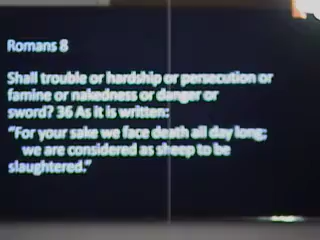 Romans 8
Shall trouble or hardship or persecution or
famine or nakedness or danger or
sword? 36 As it is written:
“For your sake we face death all day long;
we are considered as sheep to be
slaughtered.”